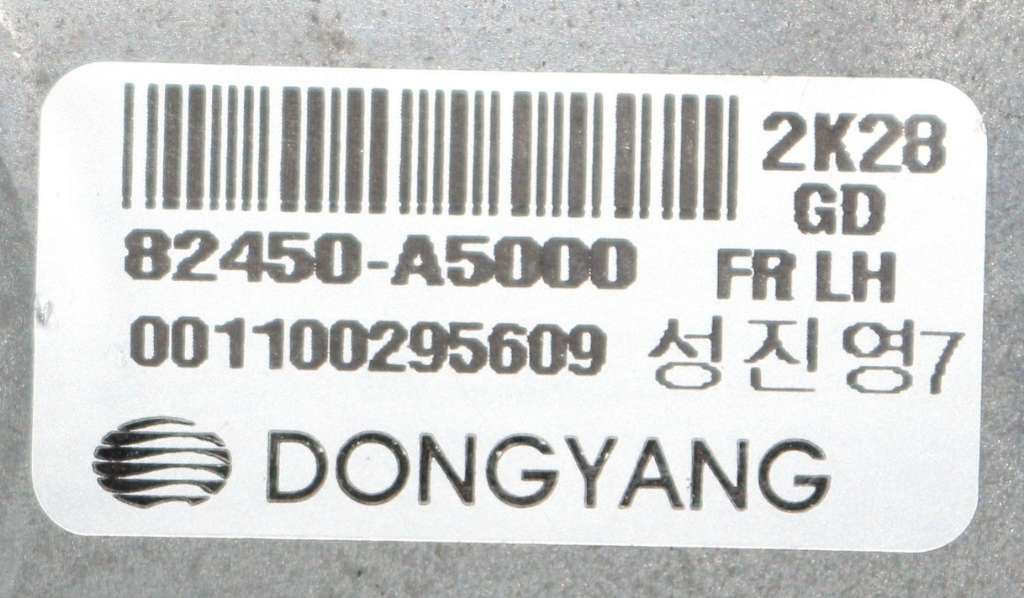 2K28
GD
82450-A5000 FR LH
001100295609 성진영7
DONGYANG